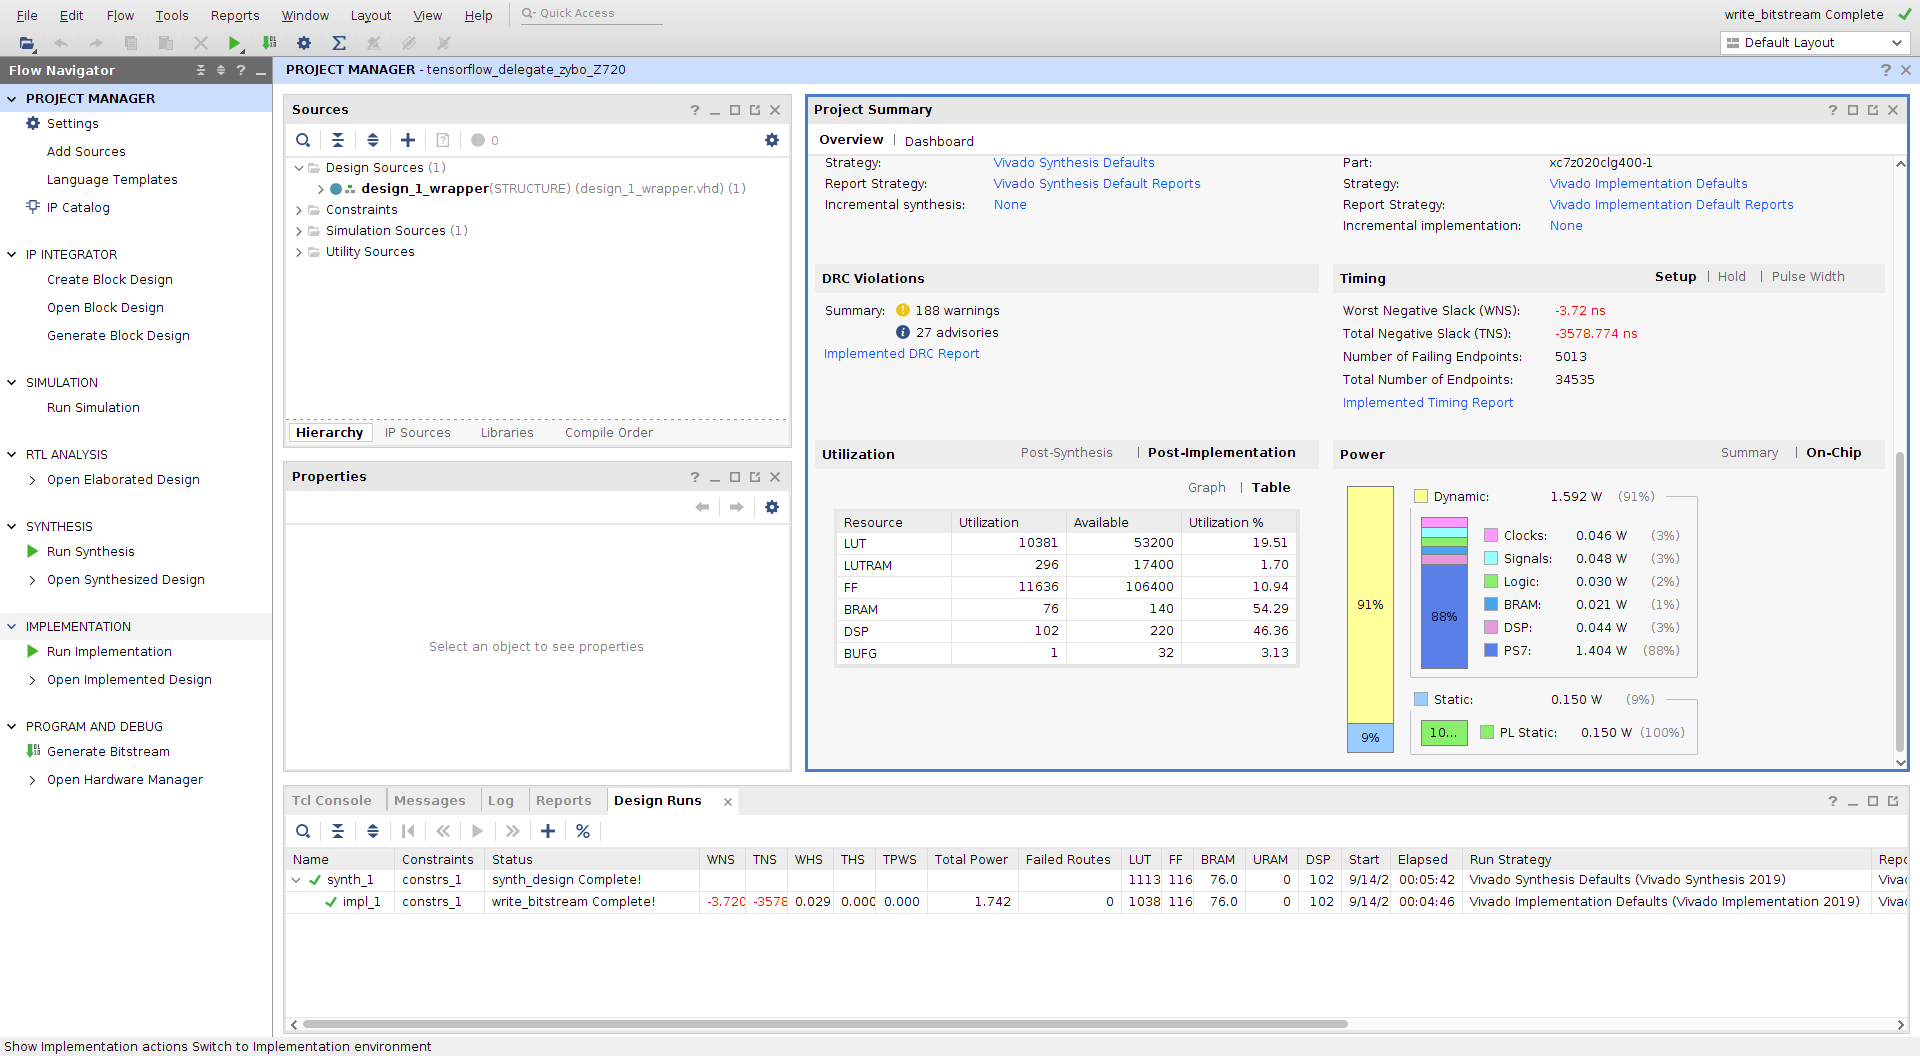 File Edit Flow Tools Reports Window Layout View Help Quick Access
write_bitstream Complete
Default Layout
Flow Navigator
PROJECT MANAGER
Settings
Add Sources
Language Templates
IP Catalog
IP INTEGRATOR
Create Block Design
Open Block Design
Generate Block Design
SIMULATION
Run Simulation
RTL ANALYSIS
Open Elaborated Design
SYNTHESIS
Run Synthesis
Open Synthesized Design
IMPLEMENTATION
Run Implementation
Open Implemented Design
PROGRAM AND DEBUG
Generate Bitstream
Open Hardware Manager
PROJECT MANAGER - tensorflow_delegate_zybo_Z720
Sources
0
Design Sources (1)
design_1_wrapper(STRUCTURE) (design_1_wrapper.vhd) (1)
Constraints
Simulation Sources (1)
Utility Sources
Hierarchy IP Sources Libraries Compile Order
Properties
Select an object to see properties
Project Summary
Overview | Dashboard
Strategy: Vivado Synthesis Defaults
Report Strategy: Vivado Synthesis Default Reports
Incremental synthesis: None
Part: xc7z020clg400-1
Strategy: Vivado Implementation Defaults
Report Strategy: Vivado Implementation Default Reports
Incremental implementation: None
DRC Violations
Summary: 188 warnings
27 advisories
Implemented DRC Report
Timing Setup | Hold | Pulse Width
Worst Negative Slack (WNS): -3.72 ns
Total Negative Slack (TNS): -3578.774 ns
Number of Failing Endpoints: 5013
Total Number of Endpoints: 34535
Implemented Timing Report
Utilization Post-Synthesis | Post-Implementation
Graph | Table
Resource Utilization Available Utilization %
LUT 10381 53200 19.51
LUTRAM 296 17400 1.70
FF 11636 106400 10.94
BRAM 76 140 54.29
DSP 102 220 46.36
BUFG 1 32 3.13
Power Summary | On-Chip
91%
9%
Dynamic: 1.592 W (91%)
88%
Clocks: 0.046 W (3%)
Signals: 0.048 W (3%)
Logic: 0.030 W (2%)
BRAM: 0.021 W (1%)
DSP: 0.044 W (3%)
PS7: 1.404 W (88%)
Static: 0.150 W (9%)
10... PL Static: 0.150 W (100%)
Tcl Console Messages Log Reports Design Runs
Name Constraints Status WNS TNS WHS THS TPWS Total Power Failed Routes LUT FF BRAM URAM DSP Start Elapsed Run Strategy Repo
synth_1 constrs_1 synth_design Complete! 1113 116 76.0 0 102 9/14/2 00:05:42 Vivado Synthesis Defaults (Vivado Synthesis 2019) Vivad
impl_1 constrs_1 write_bitstream Complete! -3.720 -3578 0.029 0.000 0.000 1.742 0 1038 116 76.0 0 102 9/14/2 00:04:46 Vivado Implementation Defaults (Vivado Implementation 2019) Vivad
Show Implementation actions Switch to Implementation environment